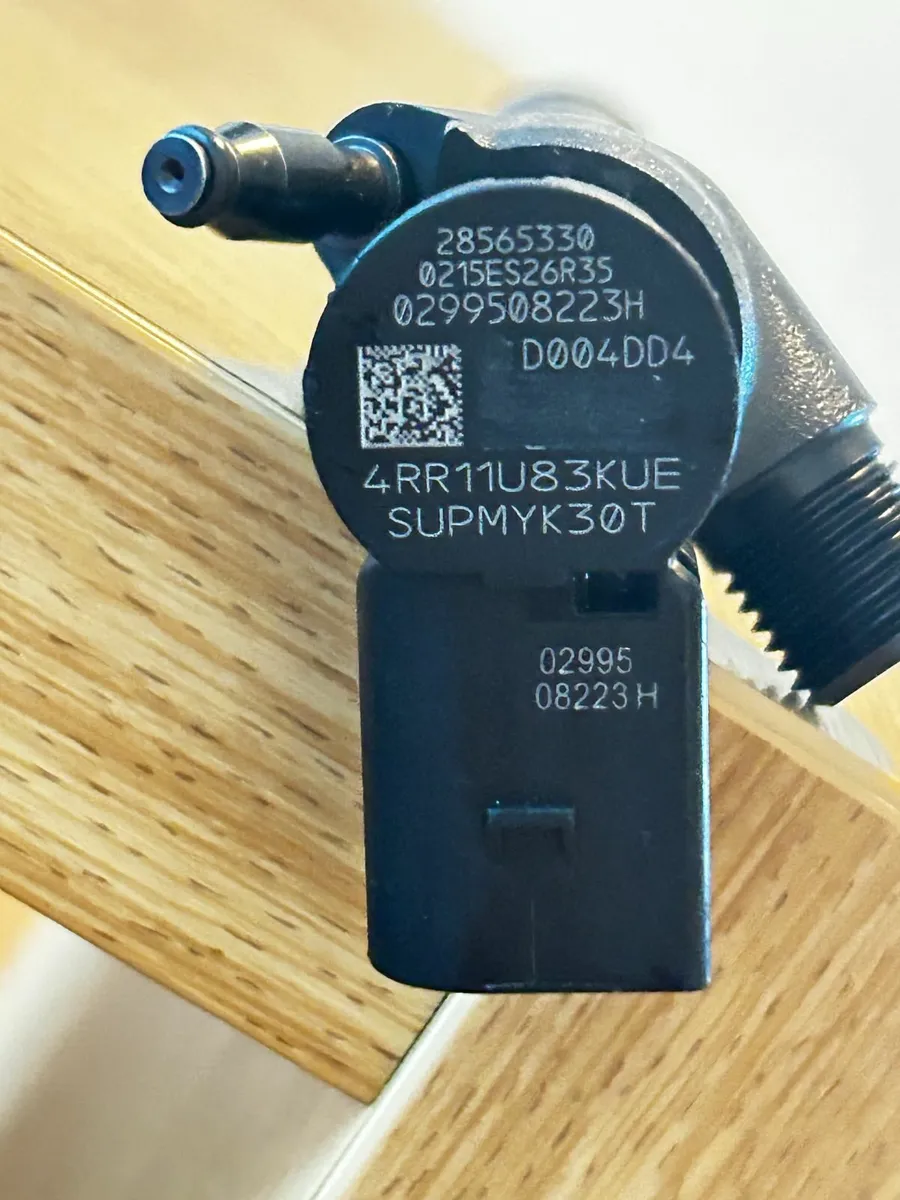 28565330
0215ES26R35
0299508223H
D004DD4
4RR11U83KUE
SUPMYK30T
02995
08223H